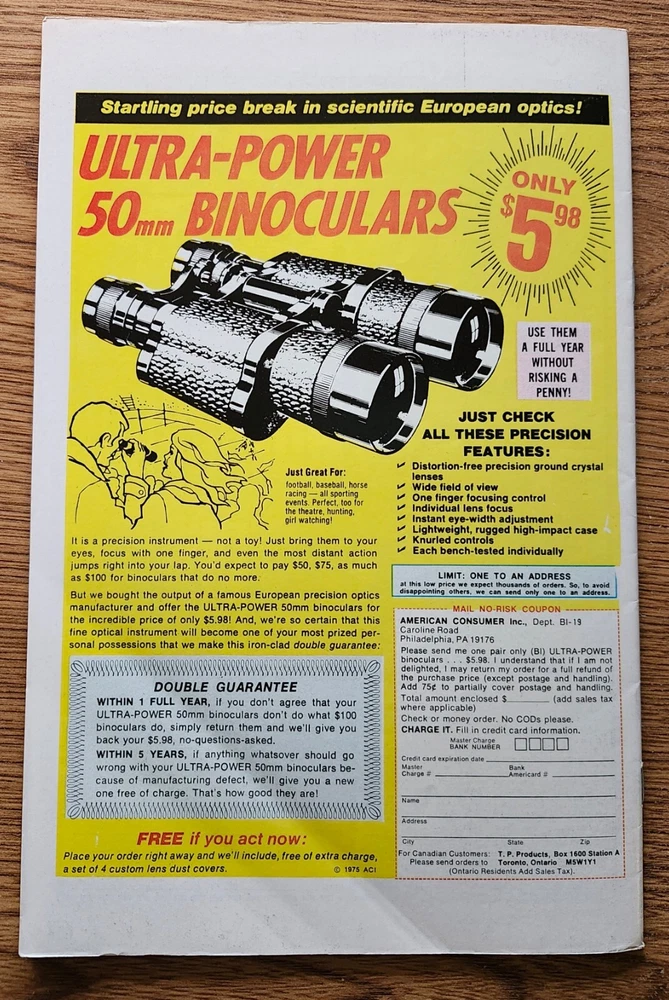 Startling price break in scientific European optics!
ULTRA-POWER
50mm BINOCULARS
ONLY
$5.98
USE THEM
A FULL YEAR
WITHOUT
RISKING A
PENNY!
JUST CHECK
ALL THESE PRECISION
FEATURES:
Distortion-free precision ground crystal
lenses
Wide field of view
One finger focusing control
Individual lens focus
Instant eye-width adjustment
Lightweight, rugged high-impact case
Knurled controls
Each bench-tested individually
Just Great For:
football, baseball, horse
racing — all sporting
events. Perfect, too for
the theatre, hunting,
girl watching!
It is a precision instrument — not a toy! Just bring them to your
eyes, focus with one finger, and even the most distant action
jumps right into your lap. You'd expect to pay $50, $75, as much
as $100 for binoculars that do no more.
But we bought the output of a famous European precision optics
manufacturer and offer the ULTRA-POWER 50mm binoculars for
the incredible price of only $5.98! And, we're so certain that this
fine optical instrument will become one of your most prized per-
sonal possessions that we make this iron-clad double guarantee:
DOUBLE GUARANTEE
WITHIN 1 FULL YEAR, if you don't agree that your
ULTRA-POWER 50mm binoculars don't do what $100
binoculars do, simply return them and we'll give you
back your $5.98, no-questions-asked.
WITHIN 5 YEARS, if anything whatsoever should go
wrong with your ULTRA-POWER 50mm binoculars be-
cause of manufacturing defect, we'll give you a new
one free of charge. That's how good they are!
FREE if you act now:
Place your order right away and we'll include, free of extra charge,
a set of 4 custom lens dust covers.
© 1975 ACI
LIMIT: ONE TO AN ADDRESS
at this low price we expect thousands of orders. So, to avoid
disappointing others, we can send only one to an address.
MAIL NO-RISK COUPON
AMERICAN CONSUMER Inc., Dept. BI-19
Caroline Road
Philadelphia, PA 19176
Please send me one pair only (BI) ULTRA-POWER
binoculars . . . $5.98. I understand that if I am not
delighted, I may return my order for a full refund of
the purchase price (except postage and handling).
Add 75¢ to partially cover postage and handling.
Total amount enclosed $______ (add sales tax
where applicable)
Check or money order. No CODs please.
CHARGE IT. Fill in credit card information.
Master Charge
BANK NUMBER
Credit card expiration date
Master Charge #
Bank Americard #
Name
Address
City State Zip
For Canadian Customers: T. P. Products, Box 1600 Station A
Please send orders to Toronto, Ontario M5W1Y1
(Ontario Residents Add Sales Tax).